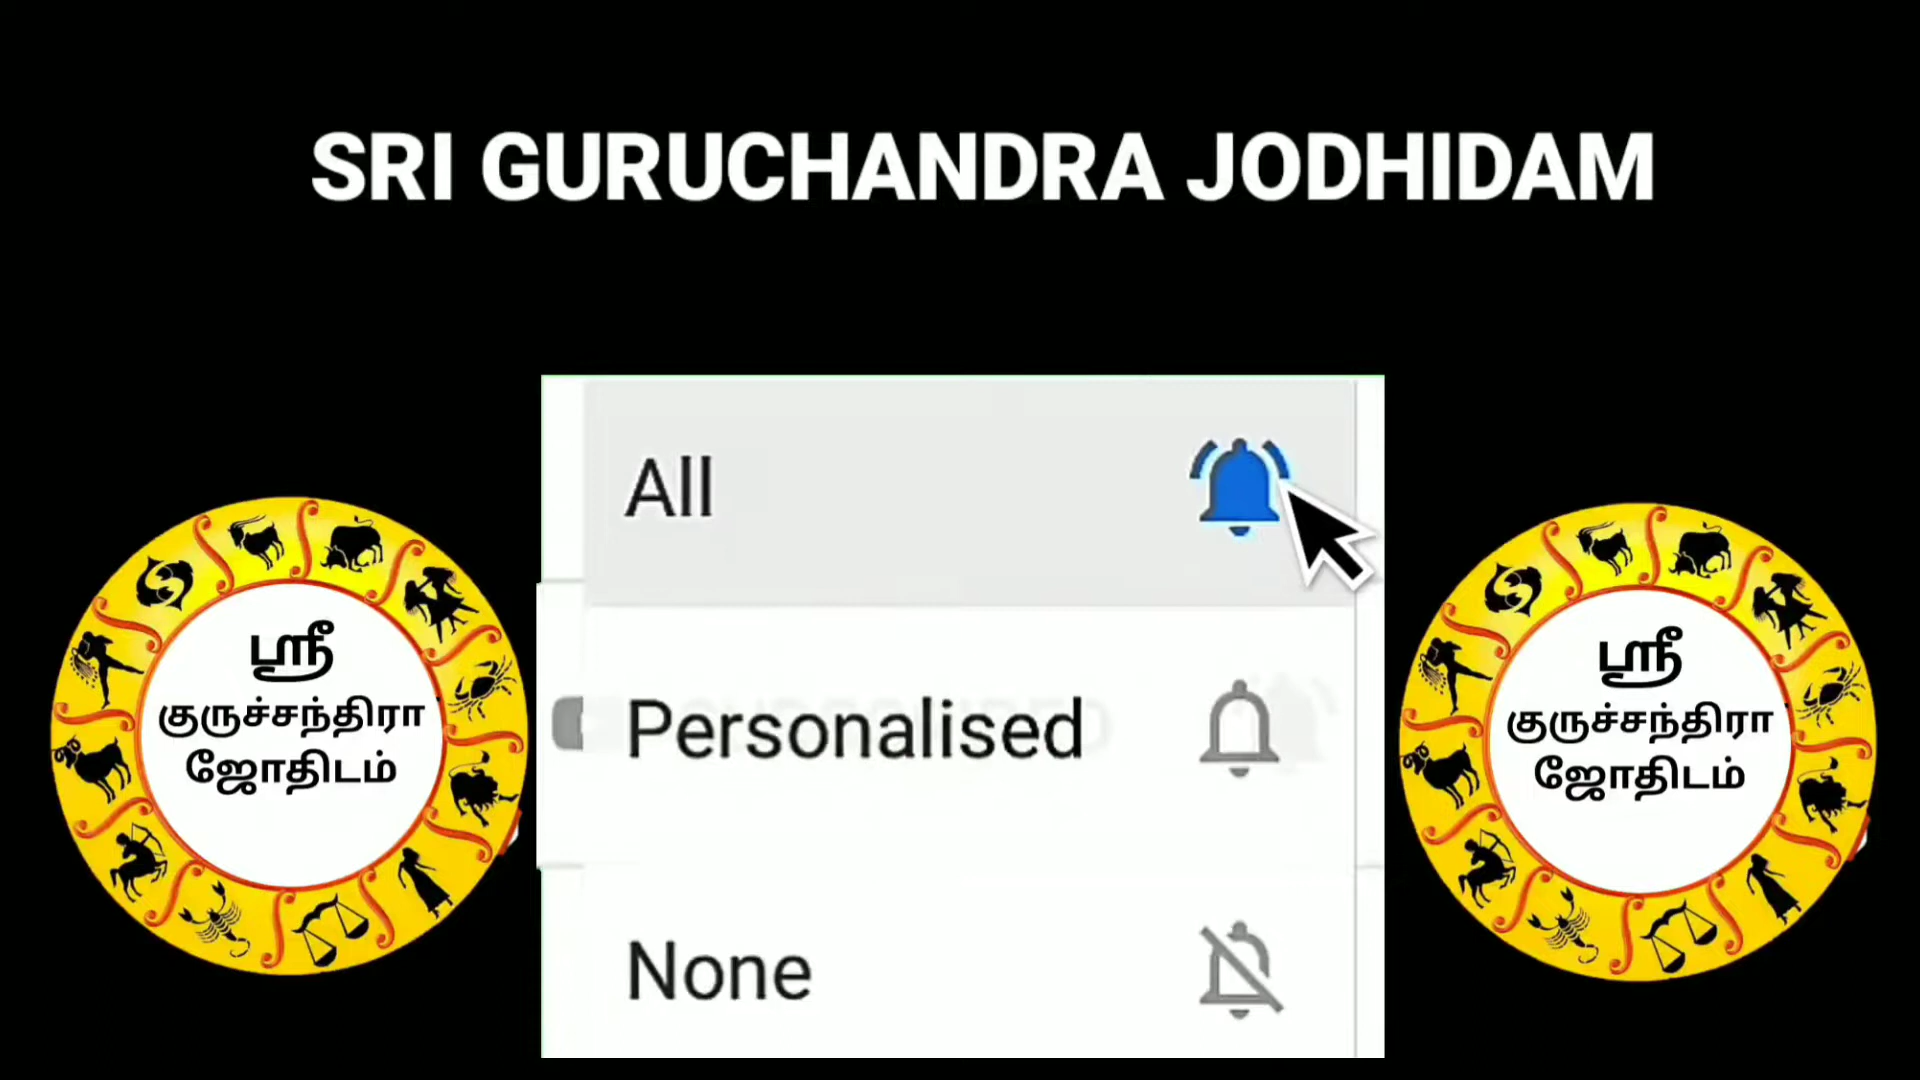 SRI GURUCHANDRA JODHIDAM
All
Personalised
None
ஸ்ரீ
குருச்சந்திரா
ஜோதிடம்
ஸ்ரீ
குருச்சந்திரா
ஜோதிடம்